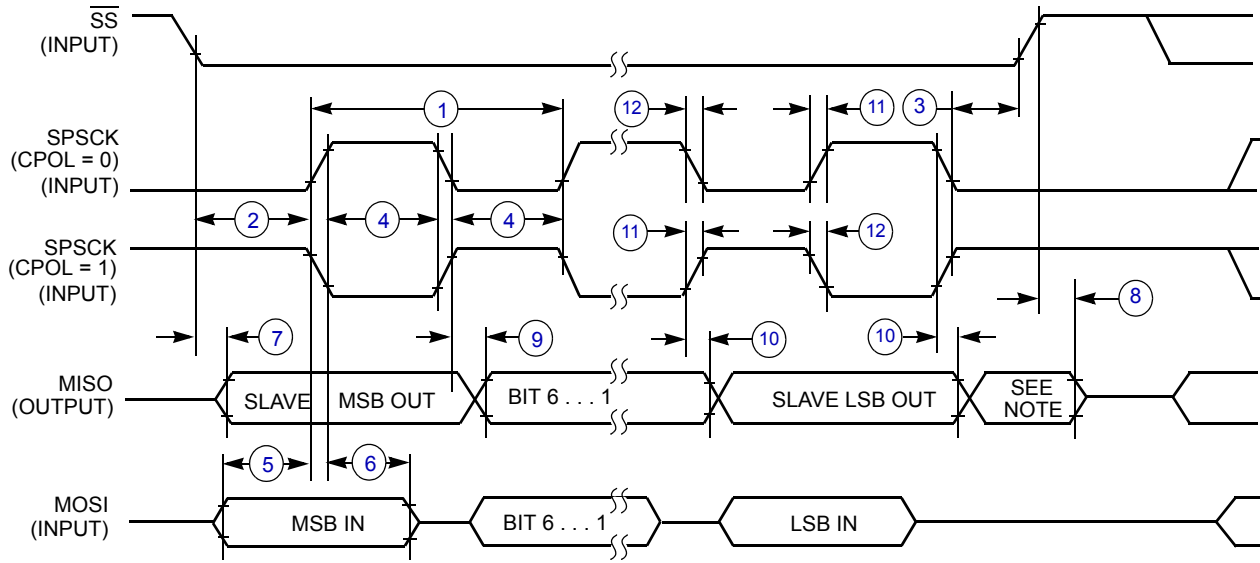 SS
(INPUT)
1
12
11
3
SPSCK
(CPOL = 0)
(INPUT)
2
4
4
11
12
SPSCK
(CPOL = 1)
(INPUT)
8
7
9
10
10
MISO
(OUTPUT)
SLAVE MSB OUT
BIT 6 . . . 1
SLAVE LSB OUT
SEE
NOTE
5
6
MOSI
(INPUT)
MSB IN
BIT 6 . . . 1
LSB IN